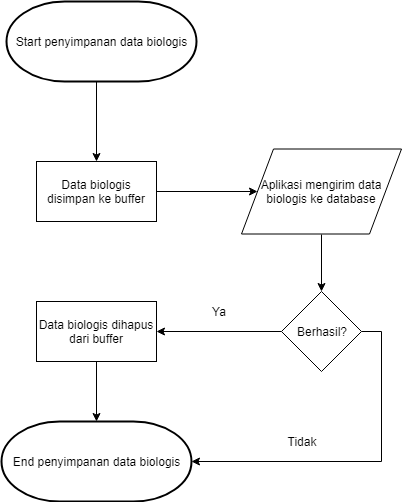 Start penyimpanan data biologis
Data biologis
disimpan ke buffer
Aplikasi mengirim data
biologis ke database
Berhasil?
Ya
Data biologis dihapus
dari buffer
Tidak
End penyimpanan data biologis